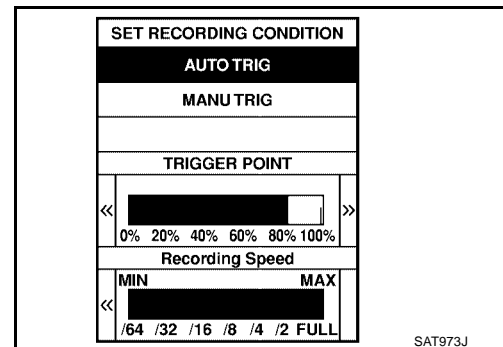 SET RECORDING CONDITION
AUTO TRIG
MANU TRIG
TRIGGER POINT
« »
0% 20% 40% 60% 80% 100%
Recording Speed
MIN MAX
«
/64 /32 /16 /8 /4 /2 FULL
SAT973J